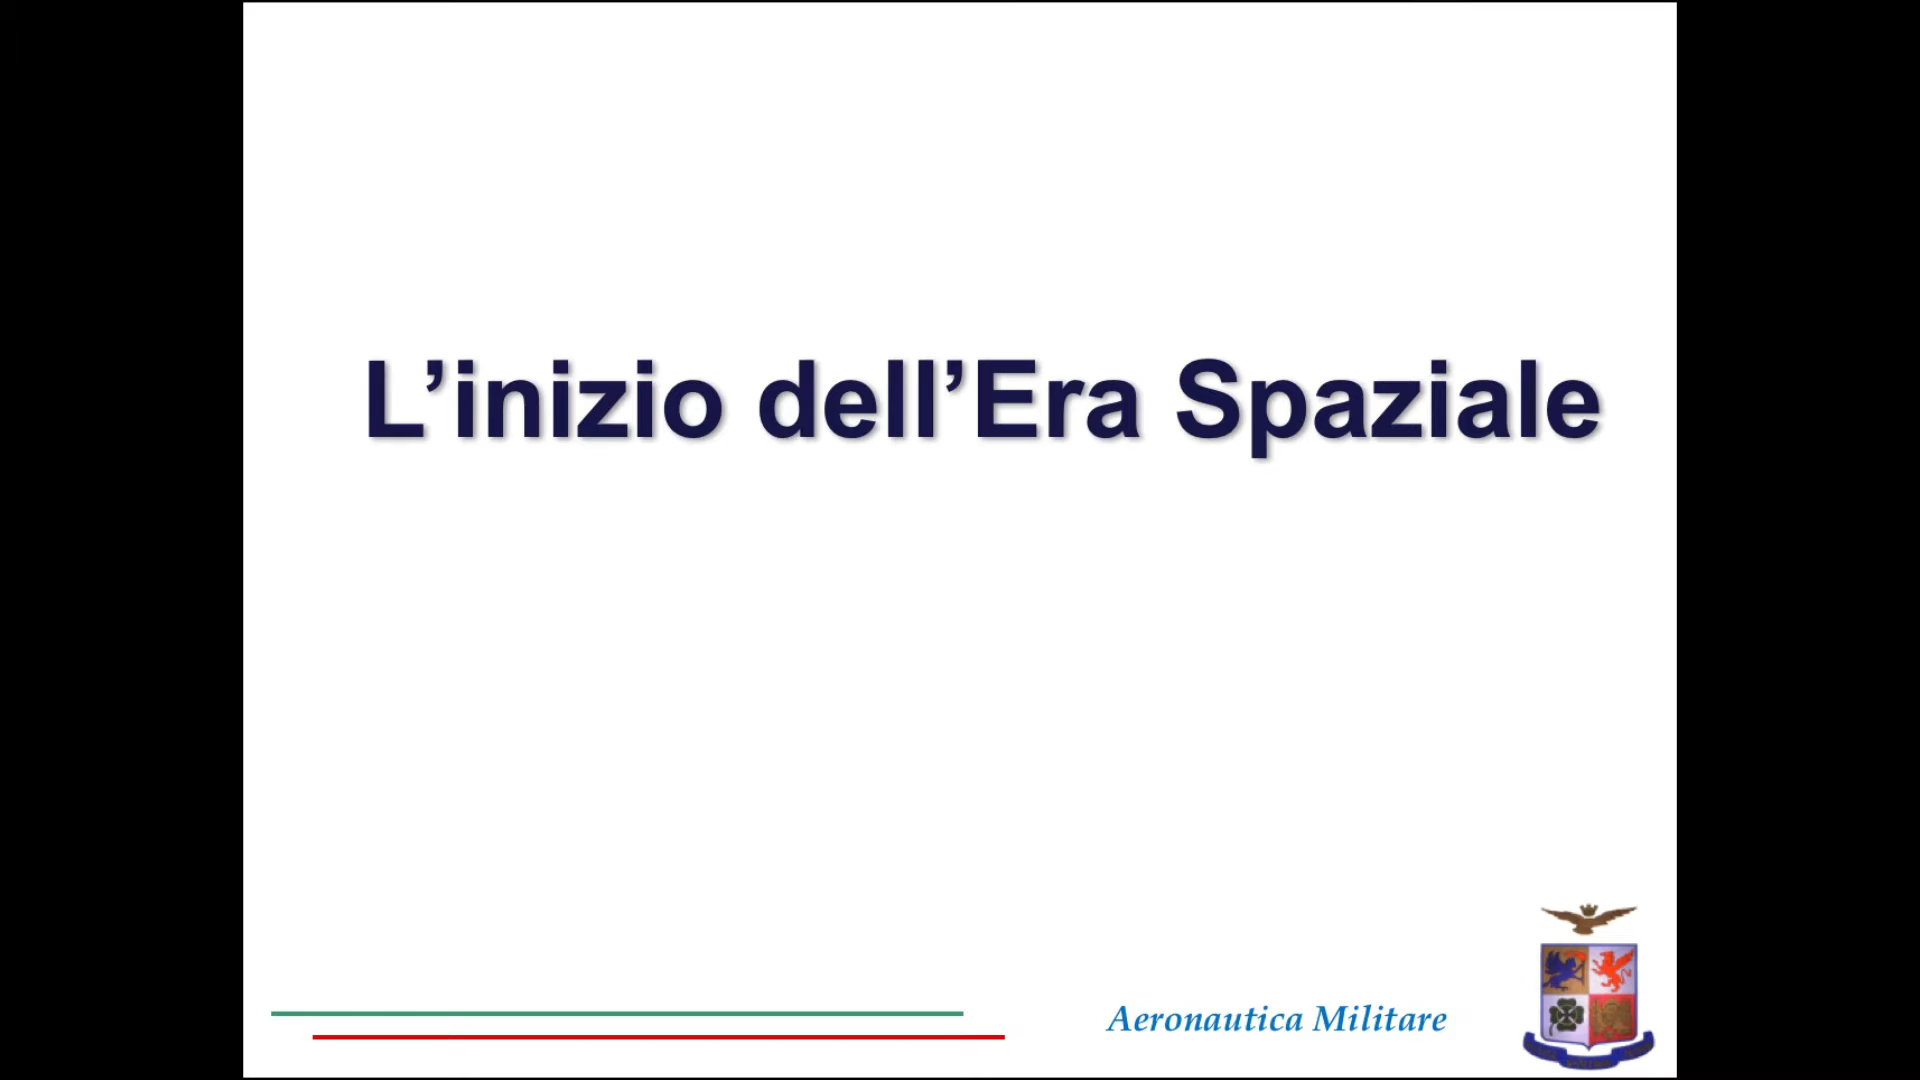 L’inizio dell’Era Spaziale
Aeronautica Militare